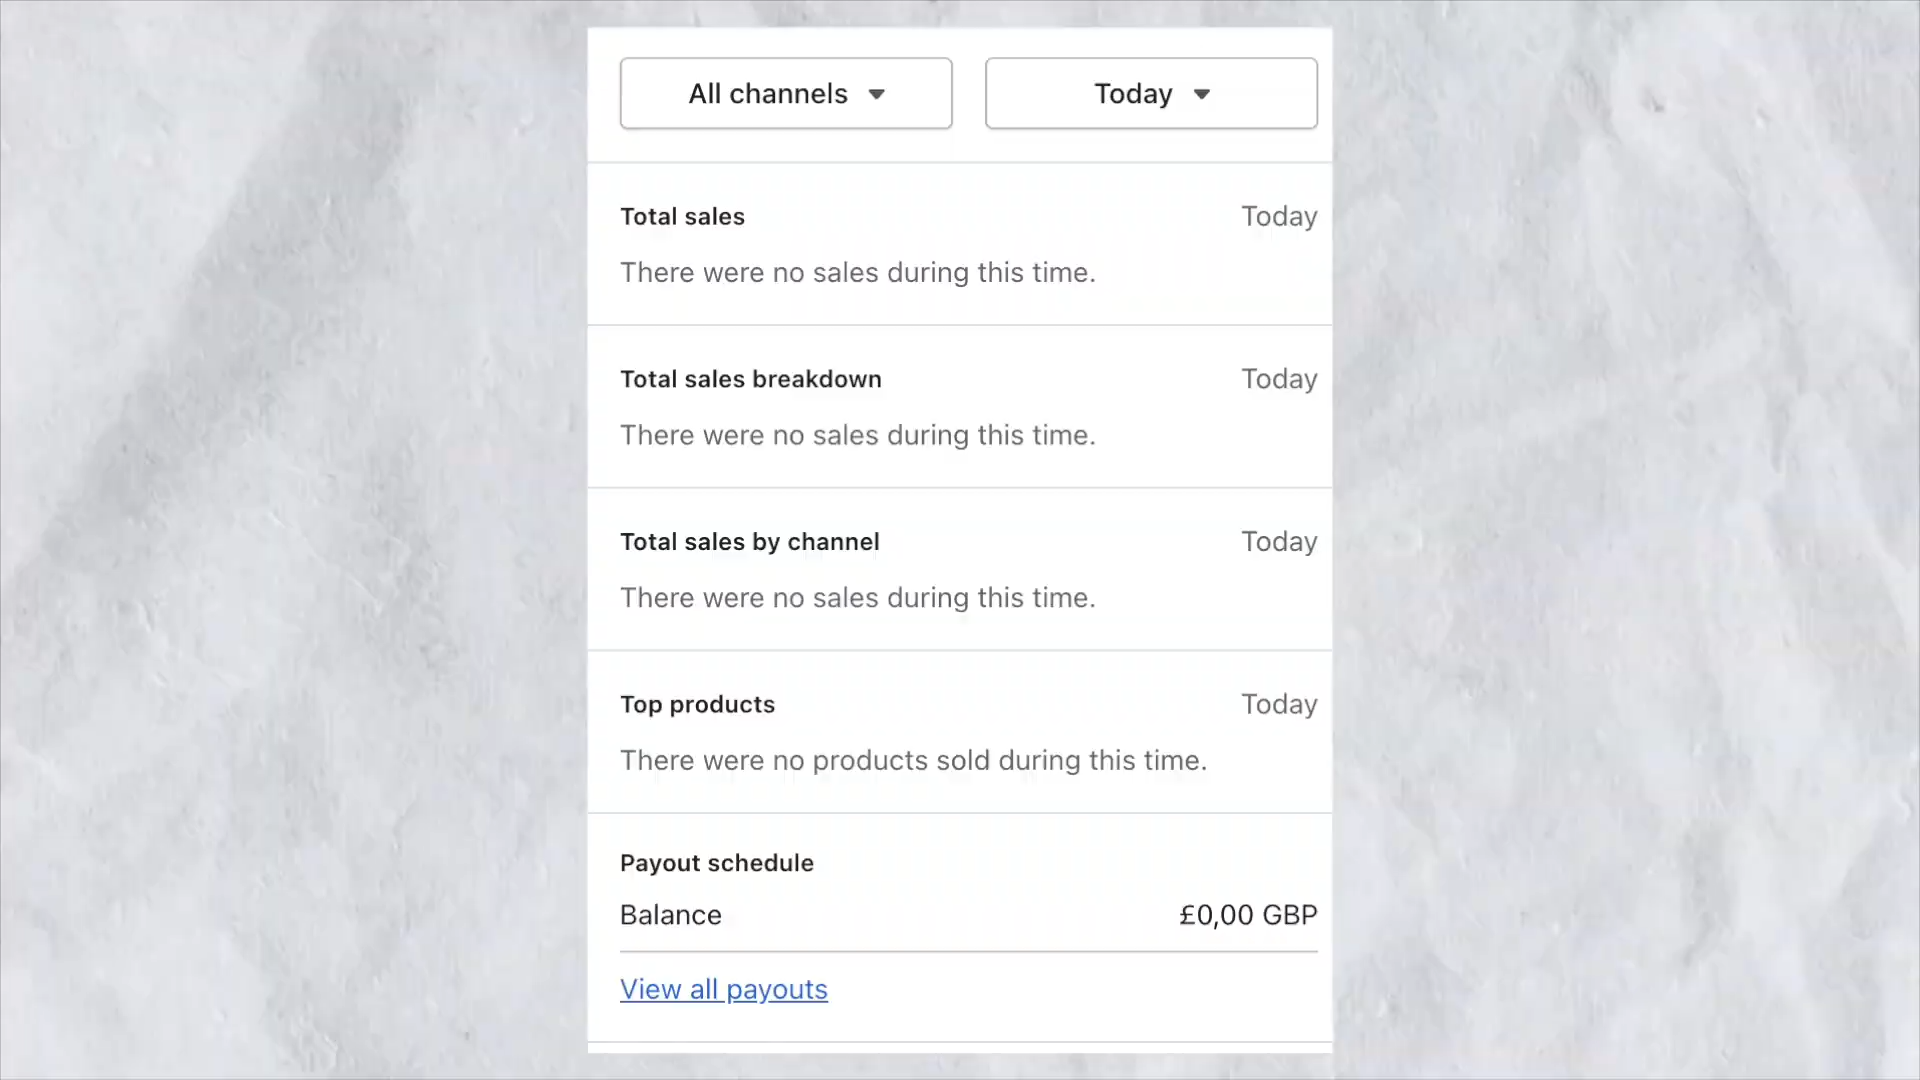 All channels
Today
Total sales
Today
There were no sales during this time.
Total sales breakdown
Today
There were no sales during this time.
Total sales by channel
Today
There were no sales during this time.
Top products
Today
There were no products sold during this time.
Payout schedule
Balance
£0,00 GBP
View all payouts